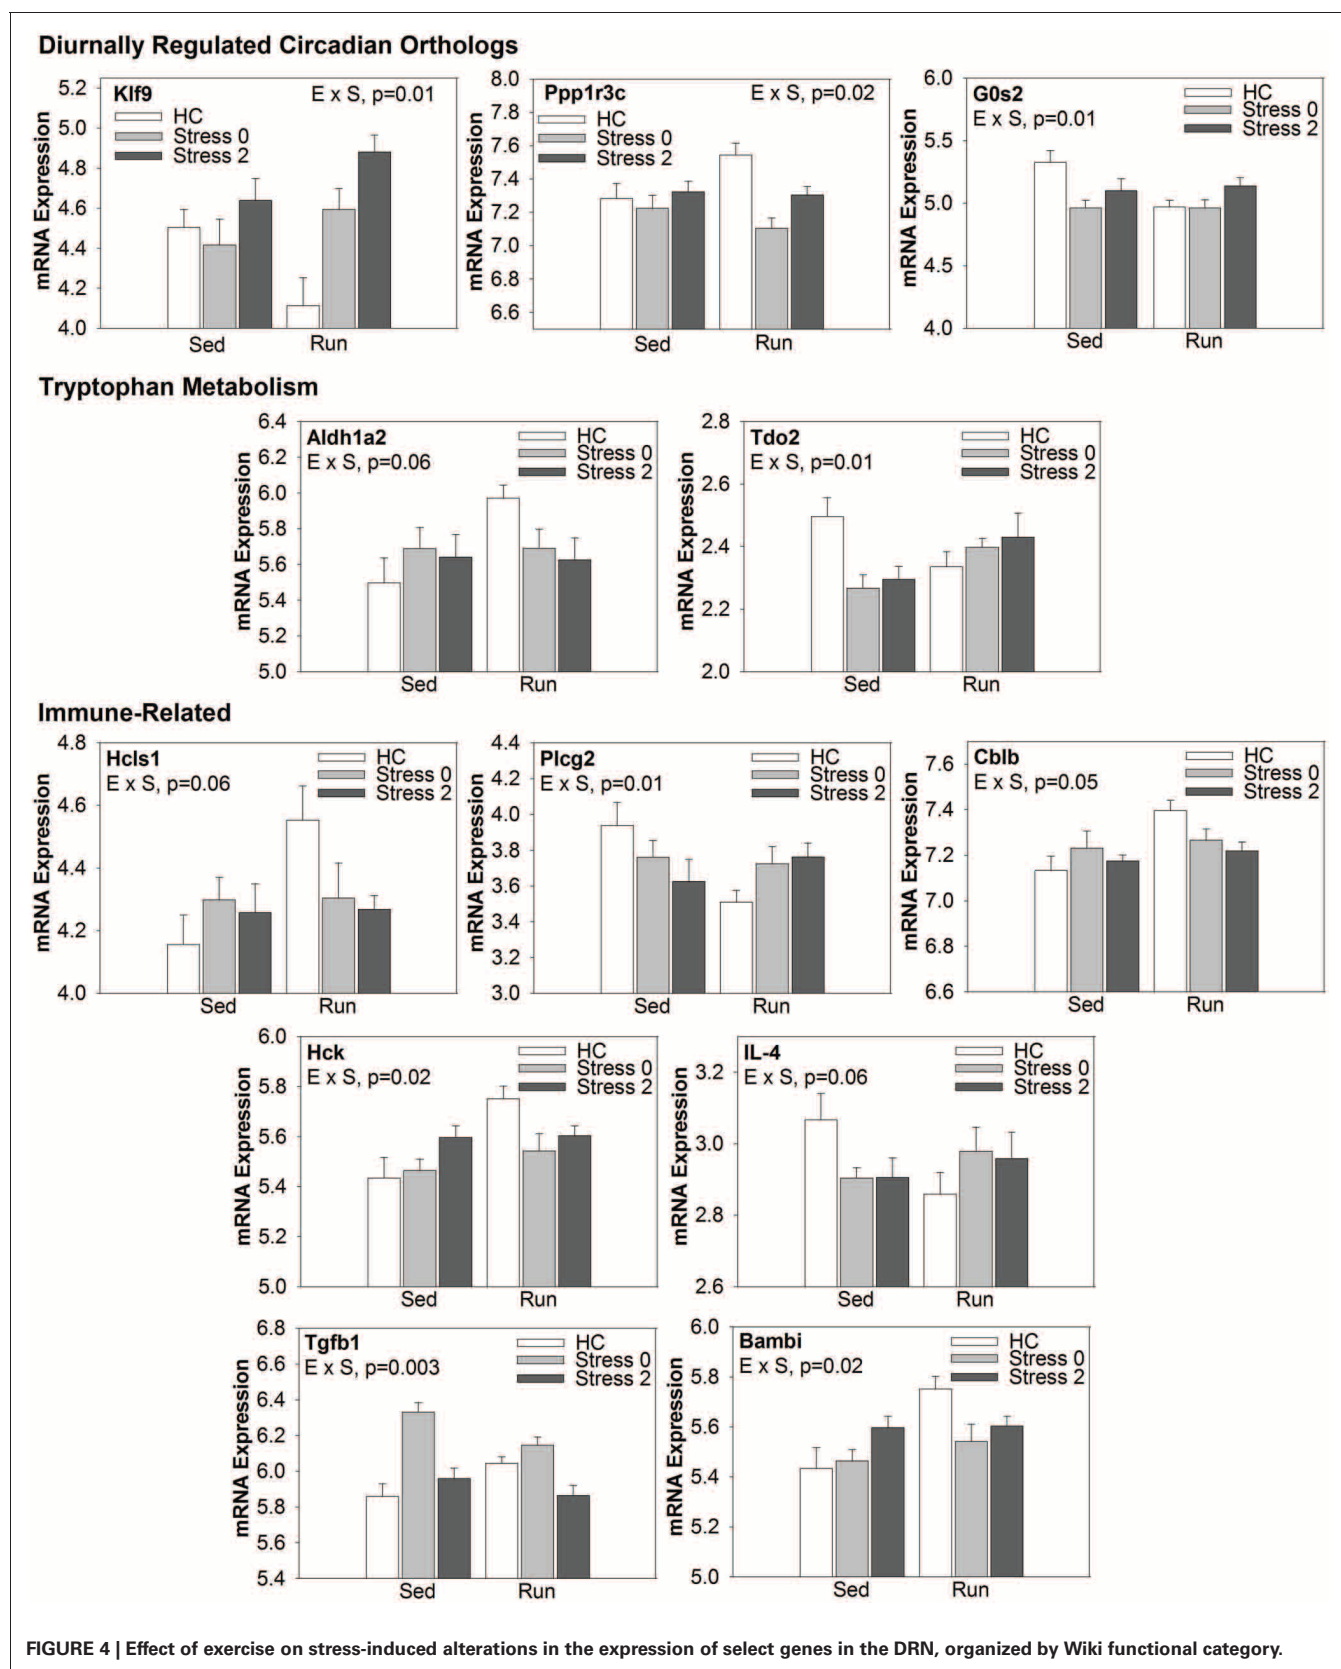 Diurnally Regulated Circadian Orthologs
Klf9
E x S, p=0.01
HC
Stress 0
Stress 2
mRNA Expression
5.2
5.0
4.8
4.6
4.4
4.2
4.0
Sed
Run
Ppp1r3c
E x S, p=0.02
HC
Stress 0
Stress 2
mRNA Expression
8.0
7.8
7.6
7.4
7.2
7.0
6.8
6.6
Sed
Run
G0s2
E x S, p=0.01
HC
Stress 0
Stress 2
mRNA Expression
6.0
5.5
5.0
4.5
4.0
Sed
Run
Tryptophan Metabolism
Aldh1a2
E x S, p=0.06
HC
Stress 0
Stress 2
mRNA Expression
6.4
6.2
6.0
5.8
5.6
5.4
5.2
5.0
Sed
Run
Tdo2
E x S, p=0.01
HC
Stress 0
Stress 2
mRNA Expression
2.8
2.6
2.4
2.2
2.0
Sed
Run
Immune-Related
Hcls1
E x S, p=0.06
HC
Stress 0
Stress 2
mRNA Expression
4.8
4.6
4.4
4.2
4.0
Sed
Run
Plcg2
E x S, p=0.01
HC
Stress 0
Stress 2
mRNA Expression
4.4
4.2
4.0
3.8
3.6
3.4
3.2
3.0
Sed
Run
Cblb
E x S, p=0.05
HC
Stress 0
Stress 2
mRNA Expression
7.6
7.4
7.2
7.0
6.8
6.6
Sed
Run
Hck
E x S, p=0.02
HC
Stress 0
Stress 2
mRNA Expression
6.0
5.8
5.6
5.4
5.2
5.0
Sed
Run
IL-4
E x S, p=0.06
HC
Stress 0
Stress 2
mRNA Expression
3.2
3.0
2.8
2.6
Sed
Run
Tgfb1
E x S, p=0.003
HC
Stress 0
Stress 2
mRNA Expression
6.8
6.6
6.4
6.2
6.0
5.8
5.6
5.4
Sed
Run
Bambi
E x S, p=0.02
HC
Stress 0
Stress 2
mRNA Expression
6.0
5.8
5.6
5.4
5.2
5.0
Sed
Run
FIGURE 4 | Effect of exercise on stress-induced alterations in the expression of select genes in the DRN, organized by Wiki functional category.